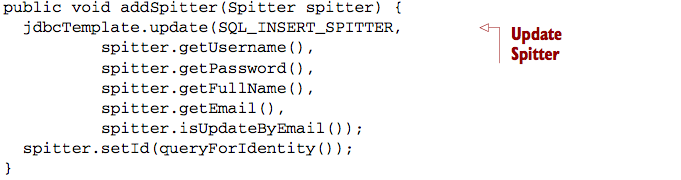 public void addSpitter(Spitter spitter) {
jdbcTemplate.update(SQL_INSERT_SPITTER,
spitter.getUsername(),
spitter.getPassword(),
spitter.getFullName(),
spitter.getEmail(),
spitter.isUpdateByEmail());
spitter.setId(queryForIdentity());
}
Update
Spitter